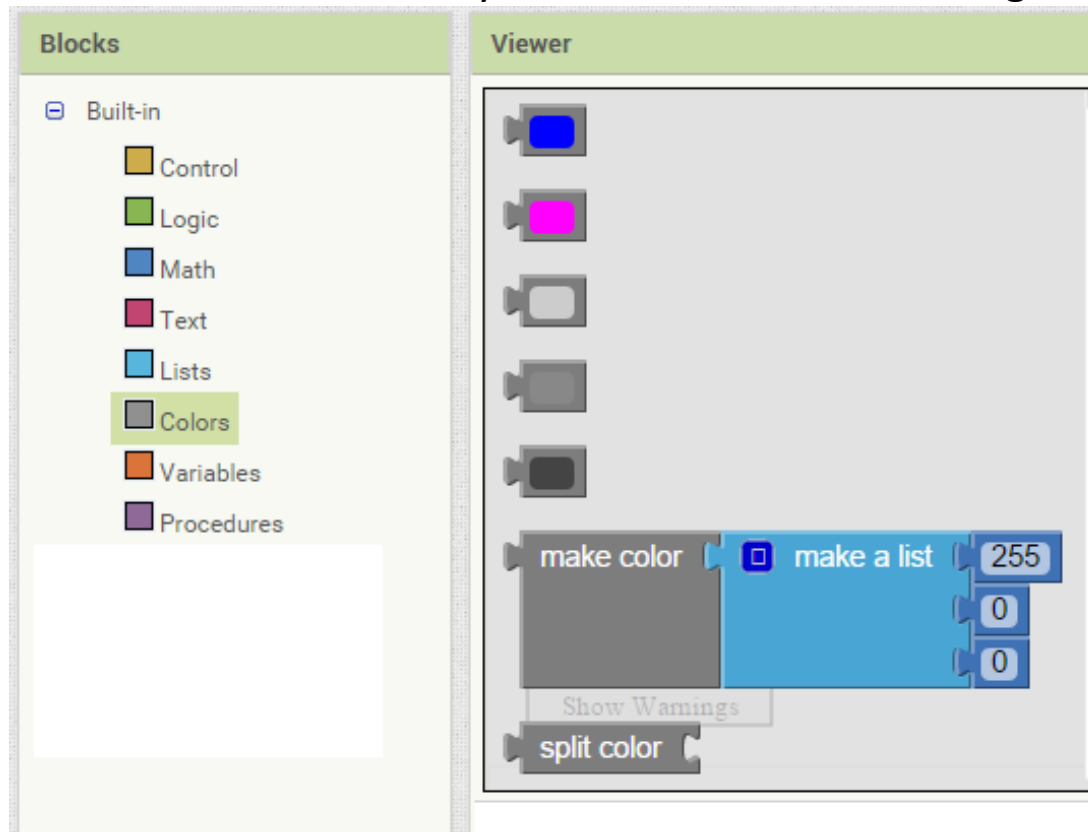 Blocks
Built-in
Control
Logic
Math
Text
Lists
Colors
Variables
Procedures
Viewer
make color make a list 255
0
0
Show Warnings
split color